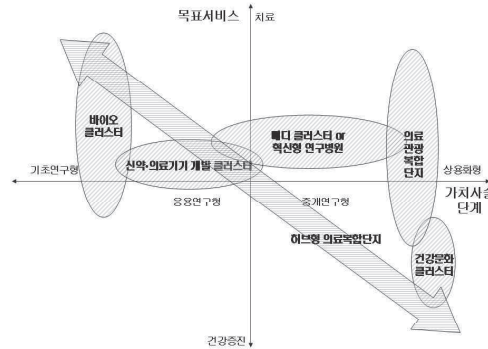 목표서비스
치료
바이오
클러스터
메디 클러스터 or
혁신형 연구병원
의료
관광
복합
단지
신약·의료기기 개발 클러스터
기초연구형
상용화형
응용연구형
중개연구형
가치사슬
단계
허브형 의료복합단지
건강문화
클러스터
건강증진